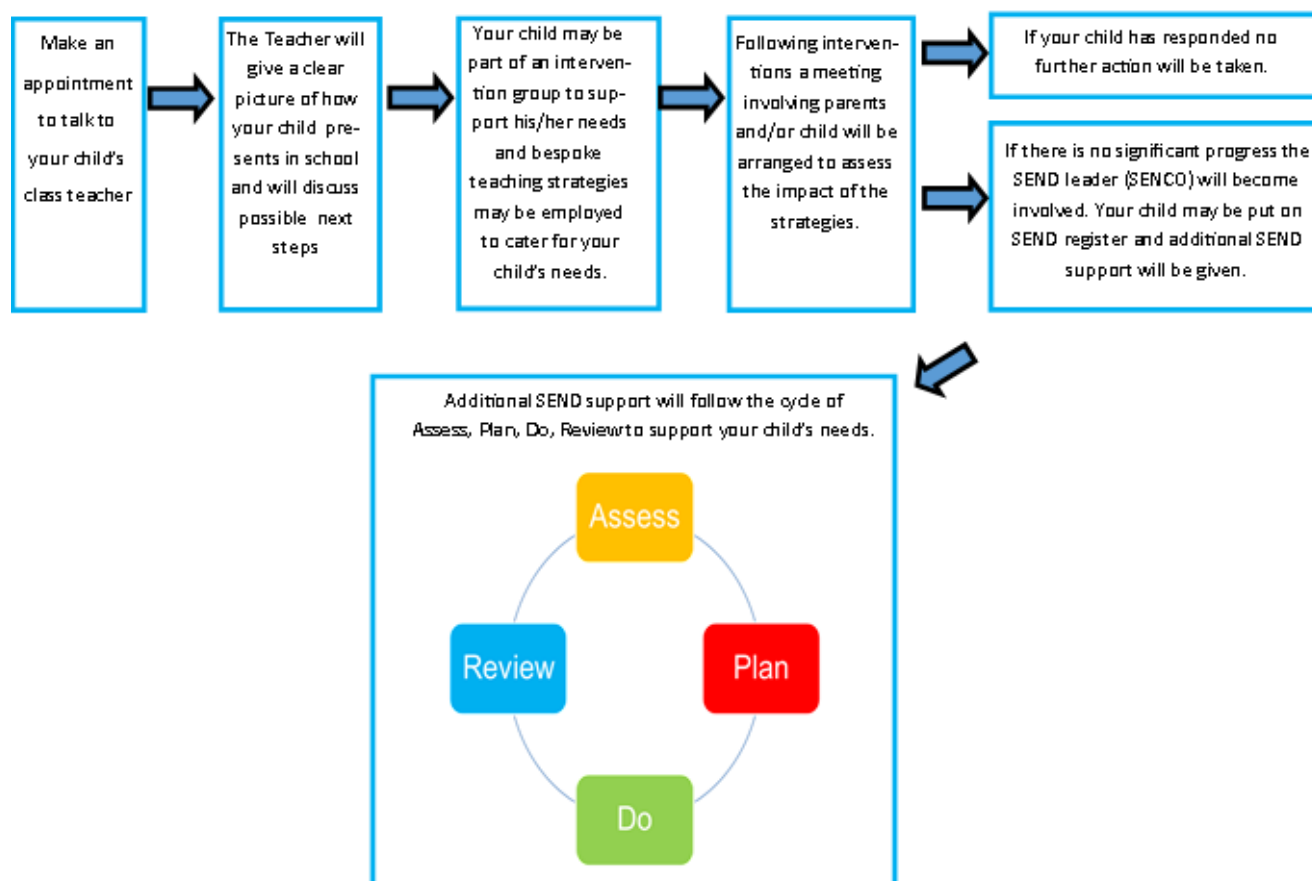 Make an
appointment
to talk to
your child's
class teacher
The Teacher will
give a clear
picture of how
your child pre-
sents in school
and will discuss
possible next
steps
Your child may be
part of an interven-
tion group to sup-
port his/her needs
and bespoke
teaching strategies
may be employed
to cater for your
child's needs.
Following interven-
tions a meeting
involving parents
and/or child will be
arranged to assess
the impact of the
strategies.
If your child has responded no
further action will be taken.
If there is no significant progress the
SEND leader (SENCO) will become
involved. Your child may be put on
SEND register and additional SEND
support will be given.
Additional SEND support will follow the cycle of
Assess, Plan, Do, Review to support your child's needs.
Assess
Review
Plan
Do